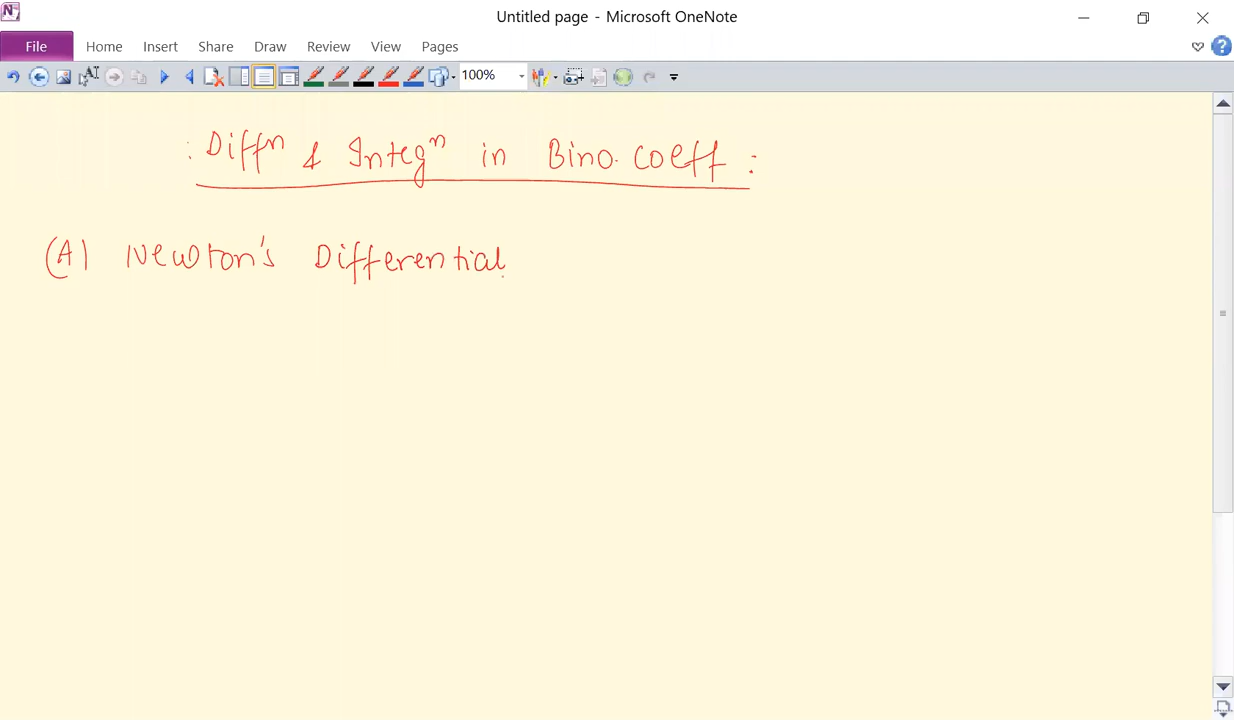 Untitled page - Microsoft OneNote
File Home Insert Share Draw Review View Pages
100%
: Diffⁿ & Integⁿ in Bino. Coeff :
(A) Newton's Differential